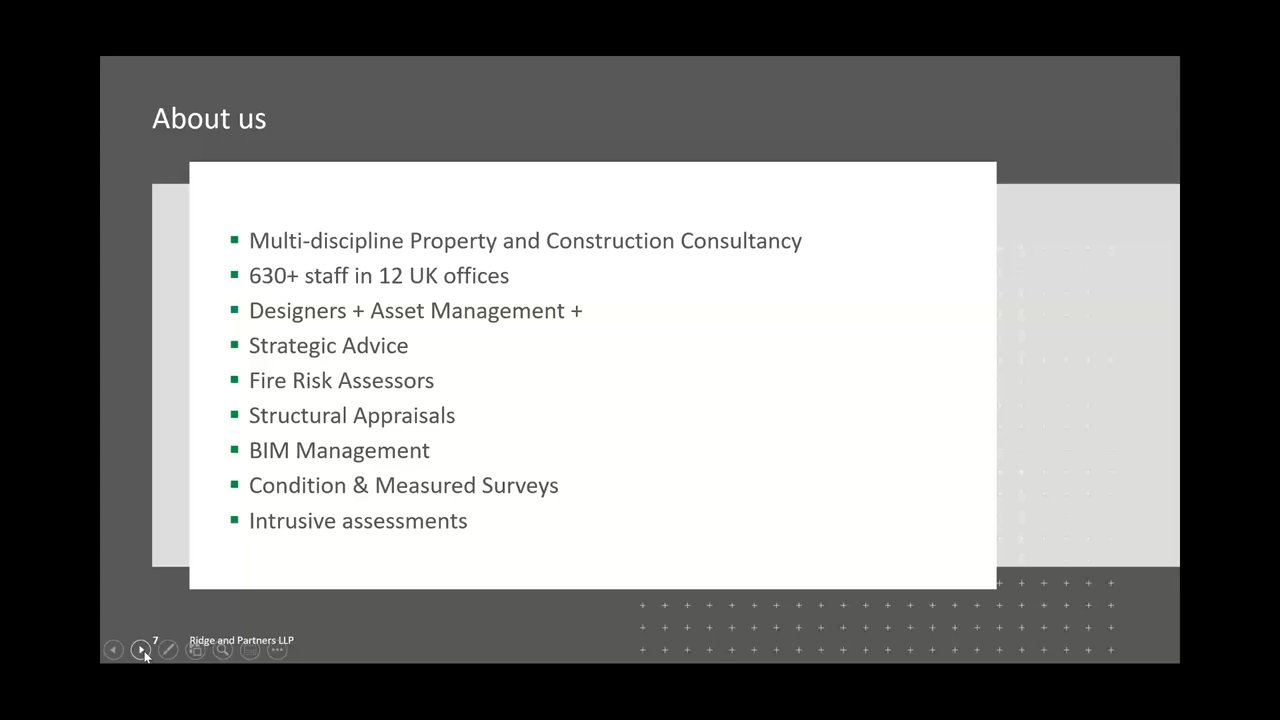 About us
Multi-discipline Property and Construction Consultancy
630+ staff in 12 UK offices
Designers + Asset Management +
Strategic Advice
Fire Risk Assessors
Structural Appraisals
BIM Management
Condition & Measured Surveys
Intrusive assessments
7 Ridge and Partners LLP